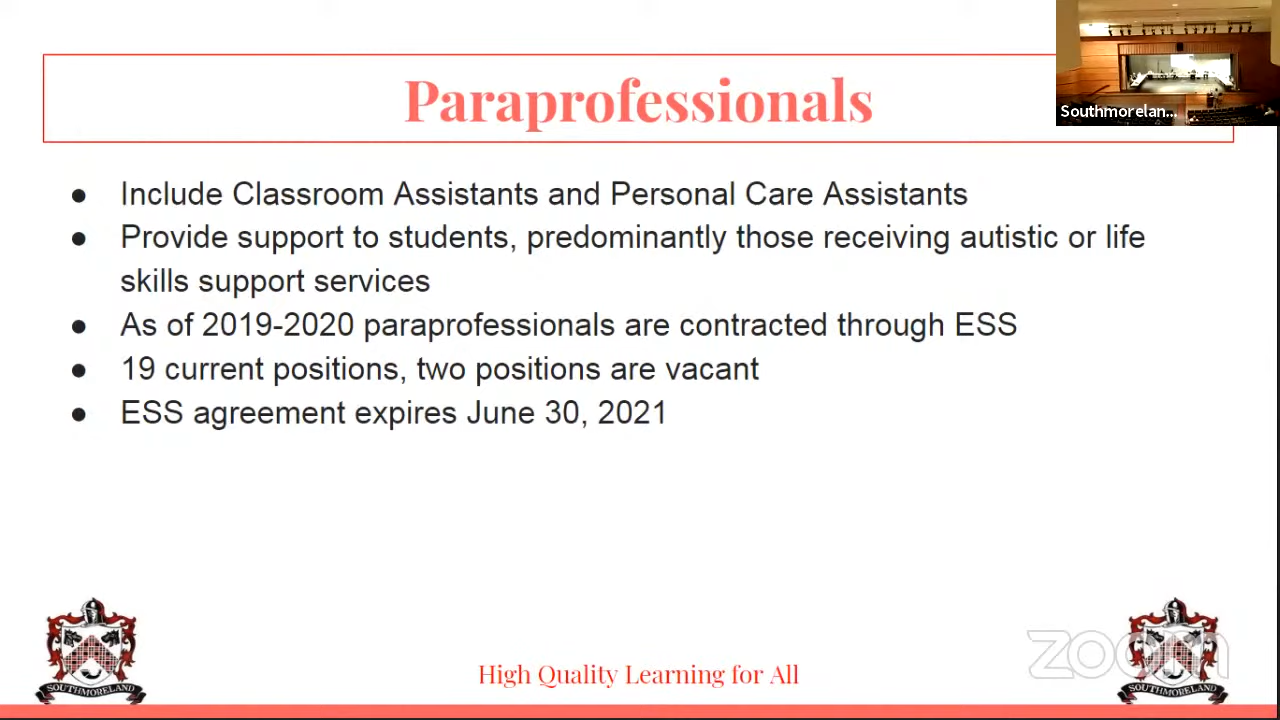 Paraprofessionals
Southmorelan...
● Include Classroom Assistants and Personal Care Assistants
● Provide support to students, predominantly those receiving autistic or life
skills support services
● As of 2019-2020 paraprofessionals are contracted through ESS
● 19 current positions, two positions are vacant
● ESS agreement expires June 30, 2021
SOUTHMORELAND
High Quality Learning for All
zoom
SOUTHMORELAND